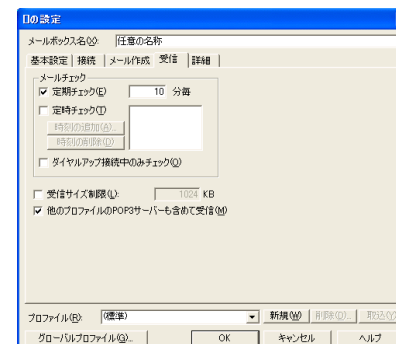 ]の設定
メールボックス名(X): 任意の名称
基本設定 接続 メール作成 受信 詳細
メールチェック
定期チェック(E) 10 分毎
定時チェック(T)
時刻の追加(A)...
時刻の削除(D)
ダイヤルアップ接続中のみチェック(O)
受信サイズ制限(L): 1024 KB
他のプロファイルのPOP3サーバーも含めて受信(M)
プロファイル(R): (標準) 新規(W) 削除(D)... 取込(Y)
グローバルプロファイル(G)... OK キャンセル ヘルプ